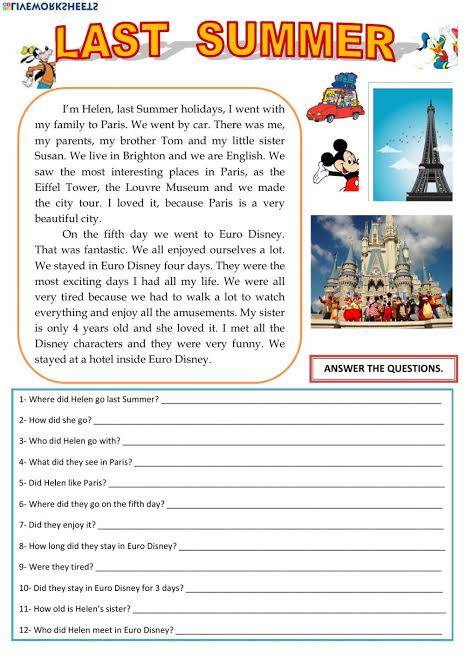 LIVEWORKSHEETS
LAST SUMMER
I'm Helen, last Summer holidays, I went with
my family to Paris. We went by car. There was me,
my parents, my brother Tom and my little sister
Susan. We live in Brighton and we are English. We
saw the most interesting places in Paris, as the
Eiffel Tower, the Louvre Museum and we made
the city tour. I loved it, because Paris is a very
beautiful city.
On the fifth day we went to Euro Disney.
That was fantastic. We all enjoyed ourselves a lot.
We stayed in Euro Disney four days. They were the
most exciting days I had all my life. We were all
very tired because we had to walk a lot to watch
everything and enjoy all the amusements. My sister
is only 4 years old and she loved it. I met all the
Disney characters and they were very funny. We
stayed at a hotel inside Euro Disney.
ANSWER THE QUESTIONS.
1- Where did Helen go last Summer?
2- How did she go?
3- Who did Helen go with?
4- What did they see in Paris?
5- Did Helen like Paris?
6- Where did they go on the fifth day?
7- Did they enjoy it?
8- How long did they stay in Euro Disney?
9- Were they tired?
10- Did they stay in Euro Disney for 3 days?
11- How old is Helen's sister?
12- Who did Helen meet in Euro Disney?